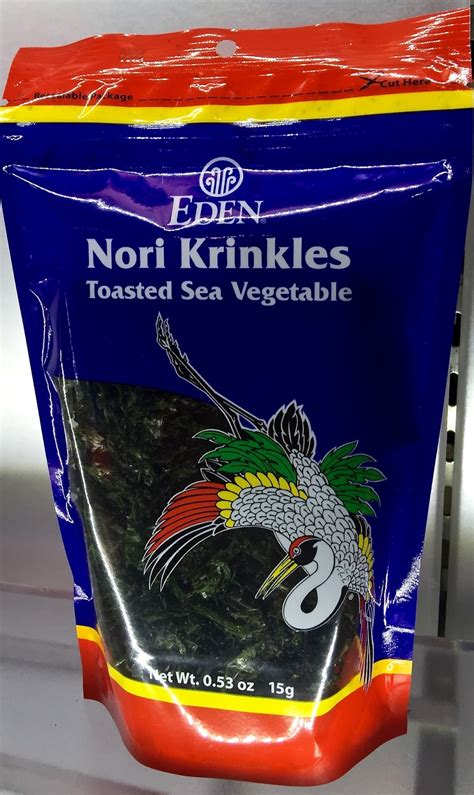 Resealable Package
Cut Here
EDEN
Nori Krinkles
Toasted Sea Vegetable
Net Wt. 0.53 oz 15g